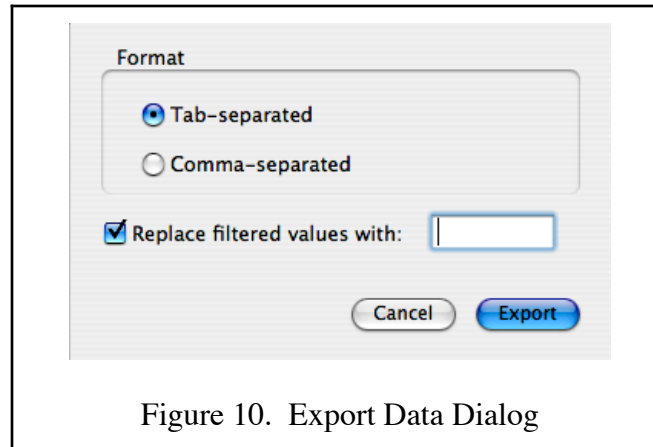 Format
Tab-separated
Comma-separated
Replace filtered values with:
Cancel Export
Figure 10. Export Data Dialog